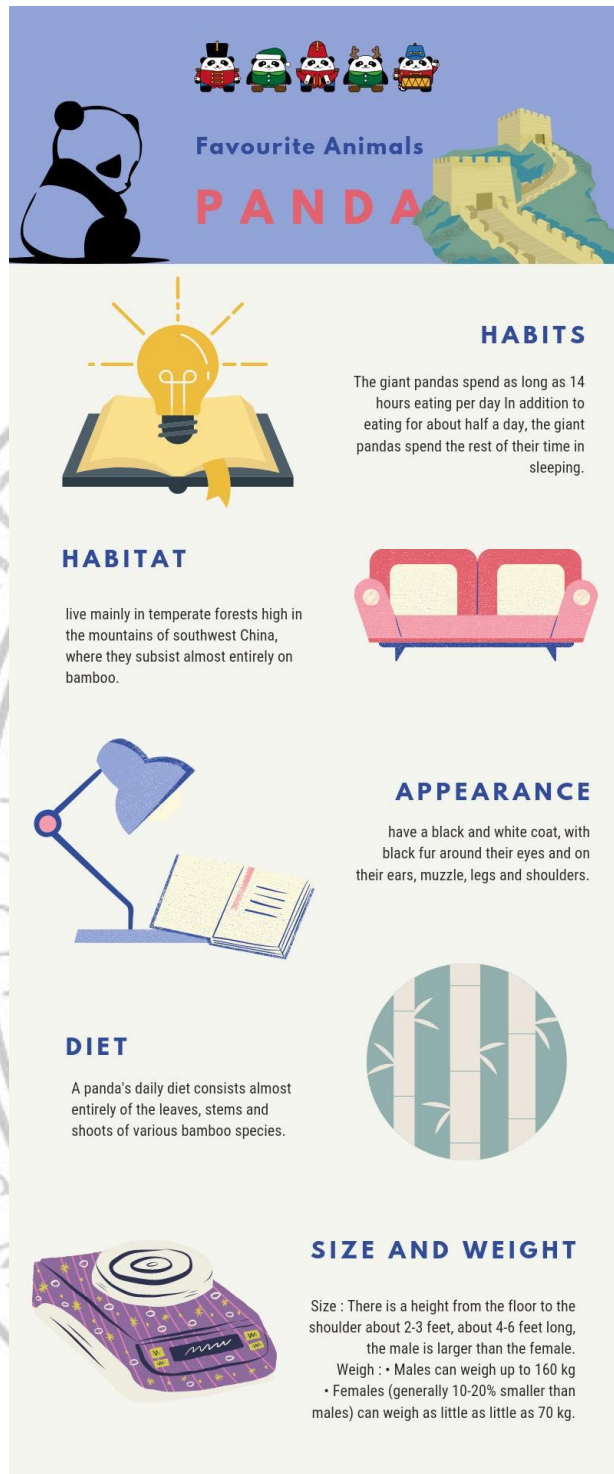 Favourite Animals
PANDA
HABITS
The giant pandas spend as long as 14
hours eating per day In addition to
eating for about half a day, the giant
pandas spend the rest of their time in
sleeping.
HABITAT
live mainly in temperate forests high in
the mountains of southwest China,
where they subsist almost entirely on
bamboo.
APPEARANCE
have a black and white coat, with
black fur around their eyes and on
their ears, muzzle, legs and shoulders.
DIET
A panda's daily diet consists almost
entirely of the leaves, stems and
shoots of various bamboo species.
SIZE AND WEIGHT
Size : There is a height from the floor to the
shoulder about 2-3 feet, about 4-6 feet long,
the male is larger than the female.
Weigh : • Males can weigh up to 160 kg
• Females (generally 10-20% smaller than
males) can weigh as little as little as 70 kg.